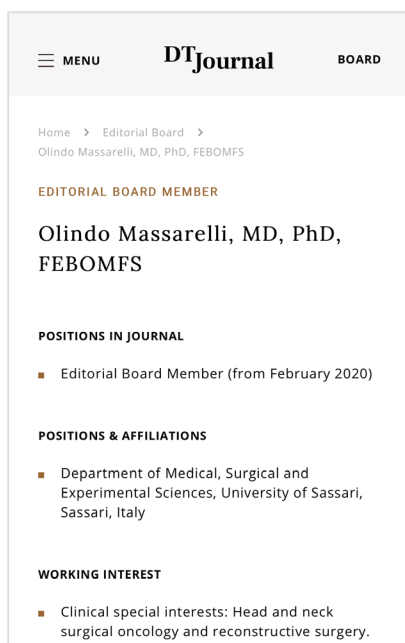 MENU
DTJournal
BOARD
Home > Editorial Board >
Olindo Massarelli, MD, PhD, FEBOMFS
EDITORIAL BOARD MEMBER
Olindo Massarelli, MD, PhD,
FEBOMFS
POSITIONS IN JOURNAL
Editorial Board Member (from February 2020)
POSITIONS & AFFILIATIONS
Department of Medical, Surgical and
Experimental Sciences, University of Sassari,
Sassari, Italy
WORKING INTEREST
Clinical special interests: Head and neck
surgical oncology and reconstructive surgery.